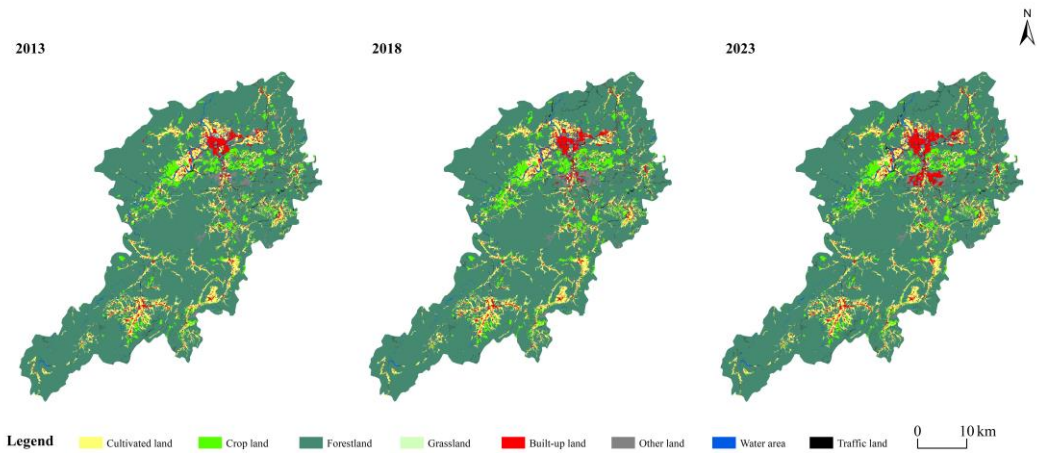 N
2013
2018
2023
Legend
Cultivated land
Crop land
Forestland
Grassland
Built-up land
Other land
Water area
Traffic land
0 10 km